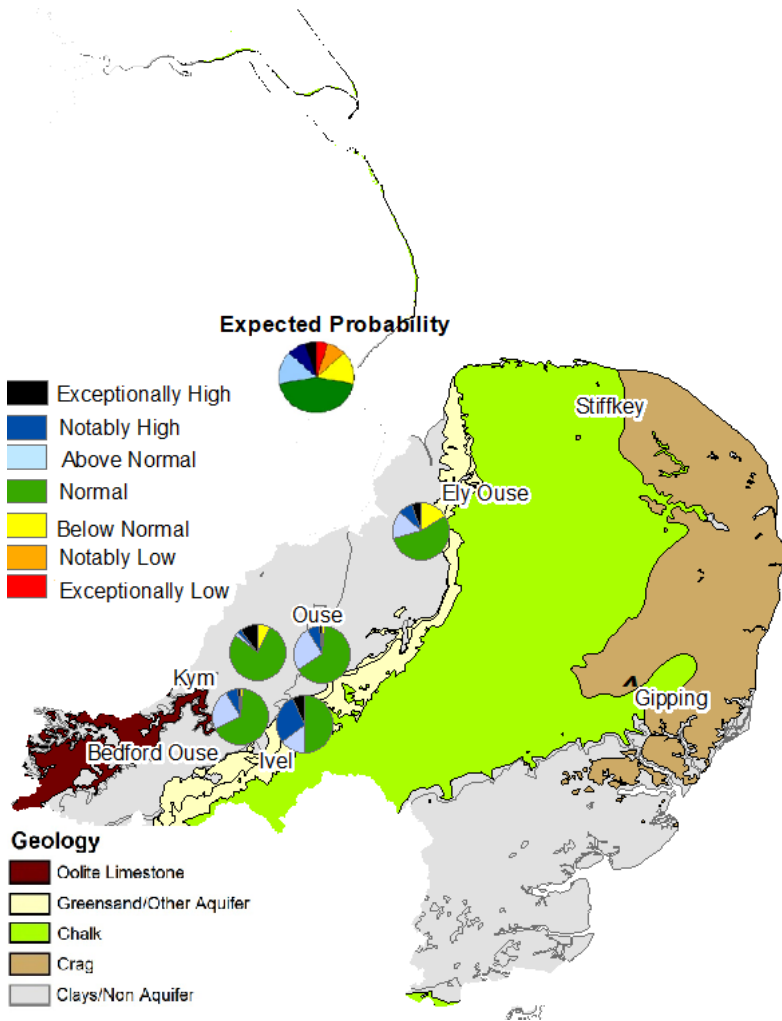 Expected Probability
Exceptionally High
Notably High
Above Normal
Normal
Below Normal
Notably Low
Exceptionally Low
Stiffkey
Ely Ouse
Ouse
Kym
Gipping
Bedford Ouse
Ivel
Geology
Oolite Limestone
Greensand/Other Aquifer
Chalk
Crag
Clays/Non Aquifer